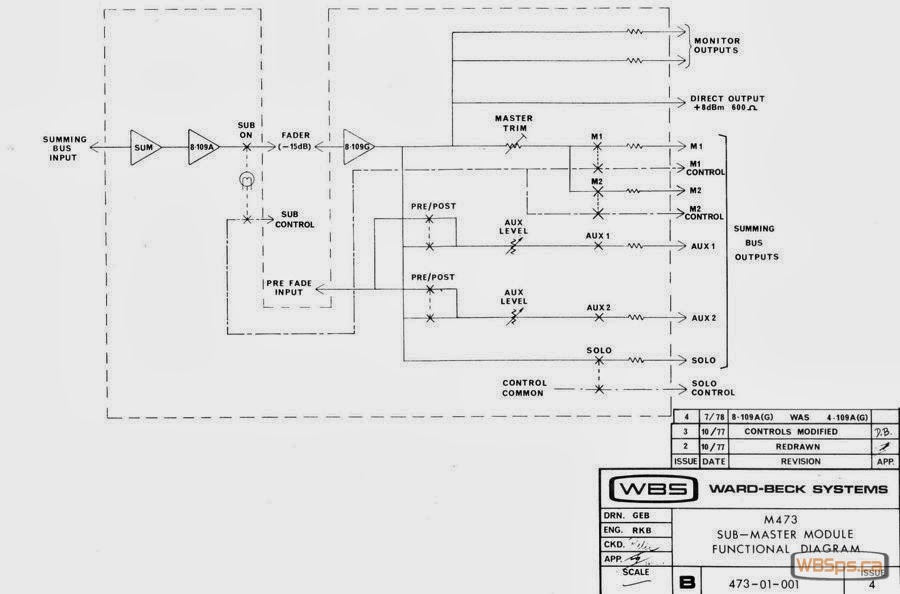 MONITOR
OUTPUTS
DIRECT OUTPUT
+8dBm 600Ω
SUB
ON
FADER
(−15dB)
MASTER
TRIM
SUMMING
BUS
INPUT
SUM
8·109A
8·109G
M1
M1
M1
CONTROL
M2
M2
M2
CONTROL
SUB
CONTROL
PRE/POST
AUX
LEVEL
AUX 1
AUX 1
SUMMING
BUS
OUTPUTS
PRE FADE
INPUT
PRE/POST
AUX
LEVEL
AUX 2
AUX 2
SOLO
SOLO
CONTROL
COMMON
SOLO
CONTROL
4 7/78 8-109A(G) WAS 4-109A(G)
3 10/77 CONTROLS MODIFIED D.B.
2 10/77 REDRAWN
ISSUE DATE REVISION APP.
WBS WARD-BECK SYSTEMS
DRN. GEB
ENG. RKB
CKD.
APP.
SCALE
M473
SUB-MASTER MODULE
FUNCTIONAL DIAGRAM
WBSps.ca
B 473-01-001
ISSUE
4